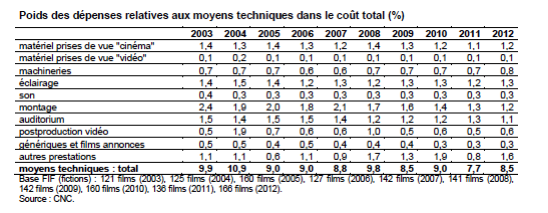 Poids des dépenses relatives aux moyens techniques dans le coût total (%)
2003 2004 2005 2006 2007 2008 2009 2010 2011 2012
matériel prises de vue "cinéma" 1,4 1,3 1,4 1,3 1,2 1,4 1,3 1,2 1,1 1,2
matériel prises de vue "vidéo" 0,1 0,2 0,1 0,1 0,1 0,1 0,1 0,1 0,1 0,1
machineries 0,7 0,7 0,7 0,6 0,6 0,7 0,7 0,7 0,7 0,8
éclairage 1,4 1,5 1,4 1,2 1,3 1,3 1,2 1,3 1,2 1,3
son 0,4 0,3 0,3 0,3 0,3 0,3 0,3 0,3 0,3 0,3
montage 2,4 1,9 2,0 1,8 2,1 1,7 1,6 1,4 1,3 1,2
auditorium 1,5 1,4 1,5 1,5 1,4 1,2 1,2 1,2 1,3 1,1
postproduction vidéo 0,5 1,9 0,7 0,6 0,6 1,0 0,5 0,6 0,5 0,6
génériques et films annonces 0,5 0,5 0,4 0,5 0,4 0,4 0,4 0,3 0,3 0,3
autres prestations 1,1 1,1 0,6 1,1 0,9 1,7 1,3 1,9 0,8 1,6
moyens techniques : total 9,9 10,9 9,0 9,0 8,8 9,8 8,5 9,0 7,7 8,5
Base FIF (fictions) : 121 films (2003), 125 films (2004), 160 films (2005), 127 films (2006), 142 films (2007), 141 films (2008),
142 films (2009), 160 films (2010), 136 films (2011), 166 films (2012).
Source : CNC.